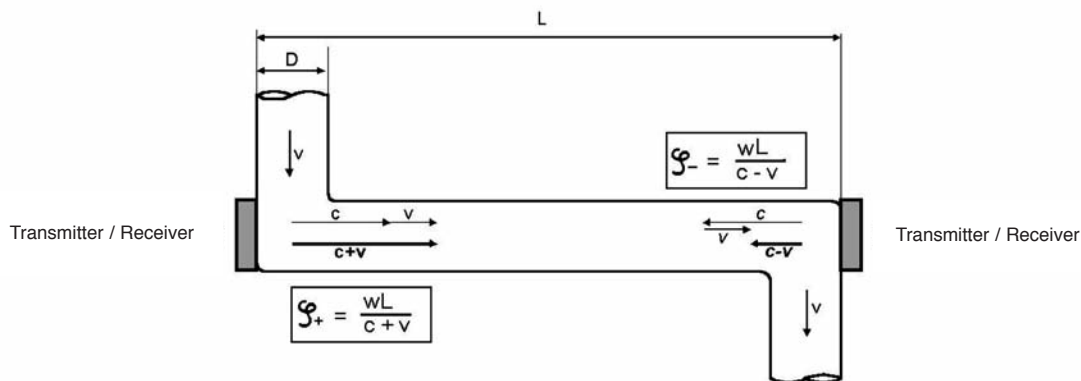 L
D
v
𝒮₋ = wL / c - v
c v
c+v
c
v
c-v
Transmitter / Receiver
Transmitter / Receiver
𝒮₊ = wL / c + v
v